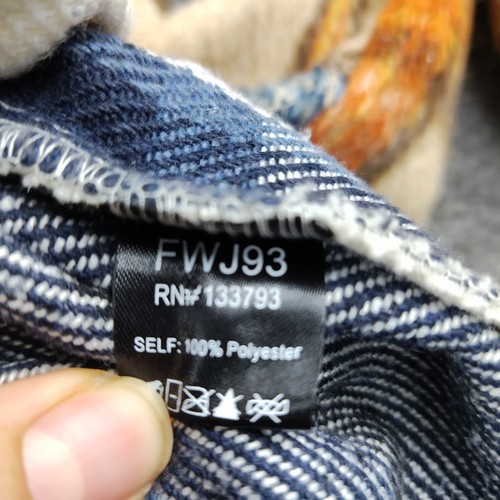 FWJ93
RN# 133793
SELF: 100% Polyester